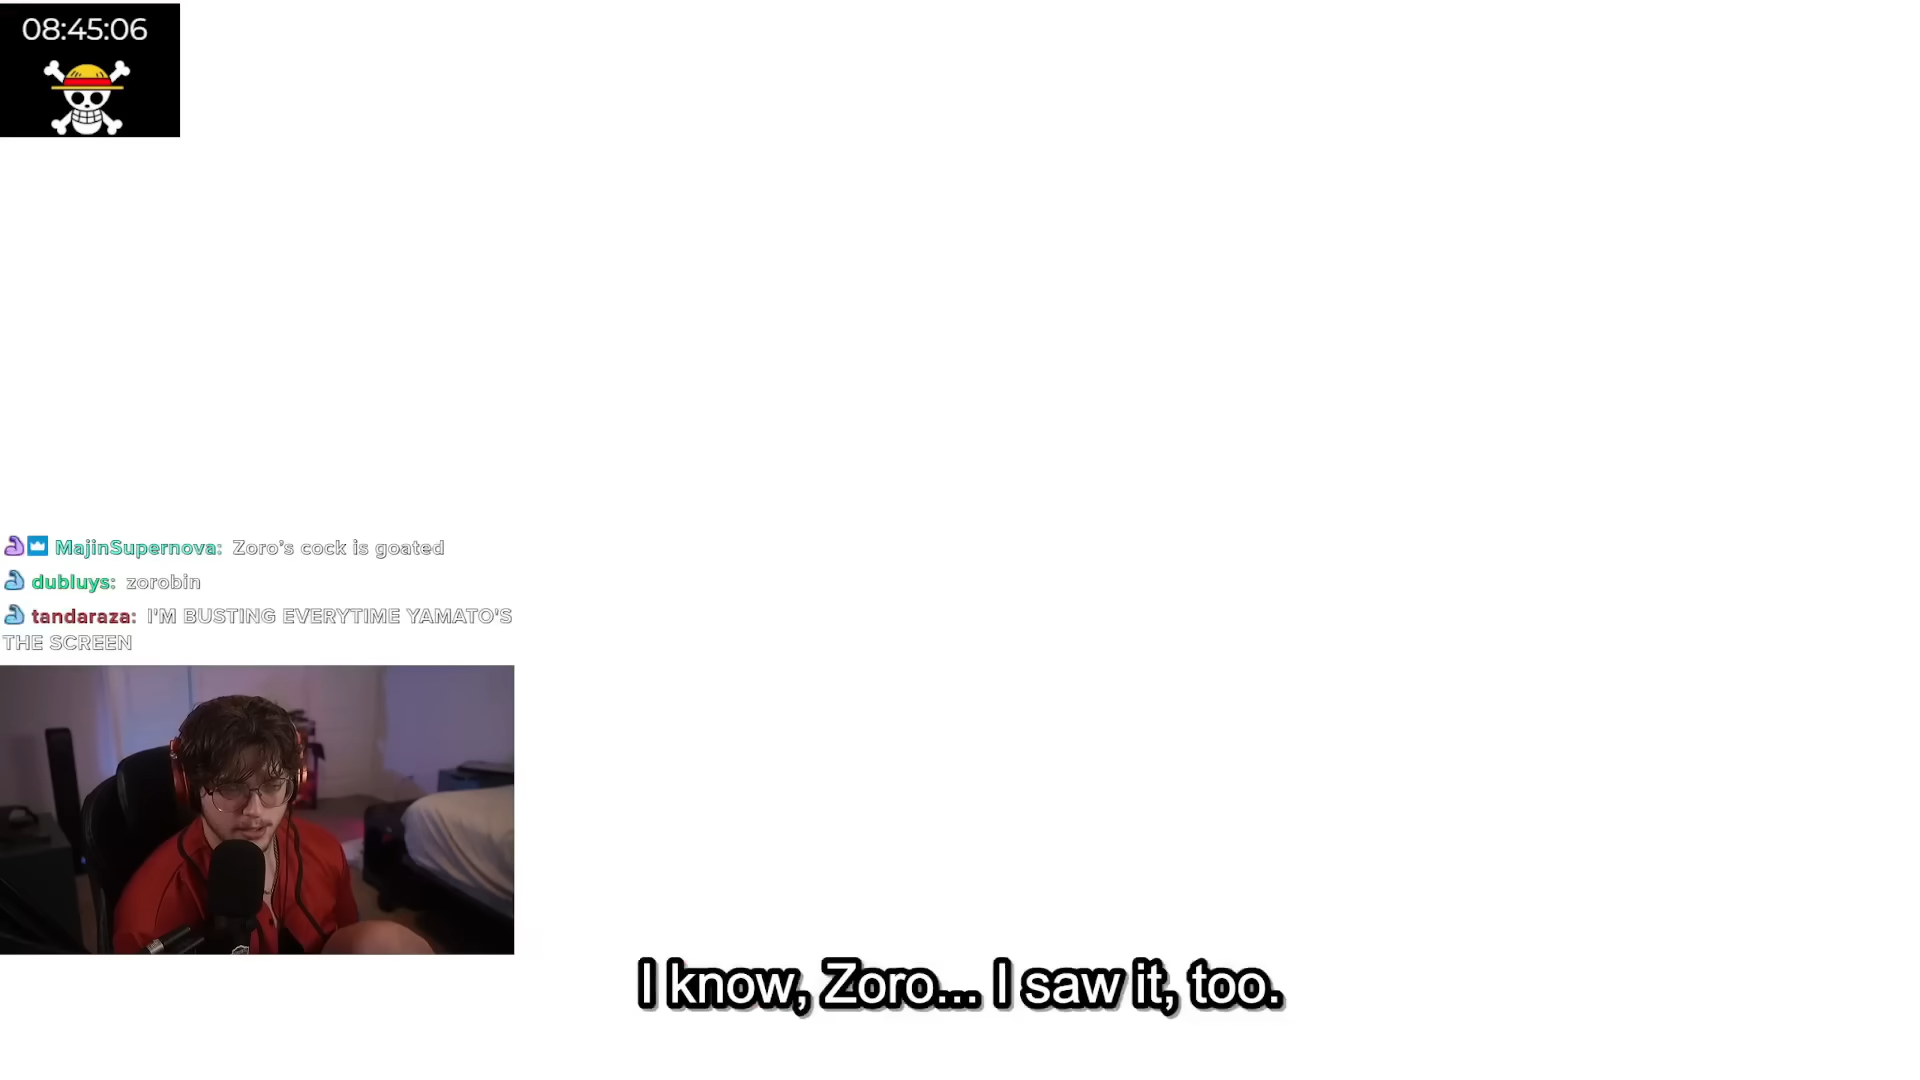 08:45:06
MajinSupernova: Zoro's cock is goated
dubluys: zorobin
tandaraza: I'M BUSTING EVERYTIME YAMATO'S
THE SCREEN
I know, Zoro... I saw it, too.